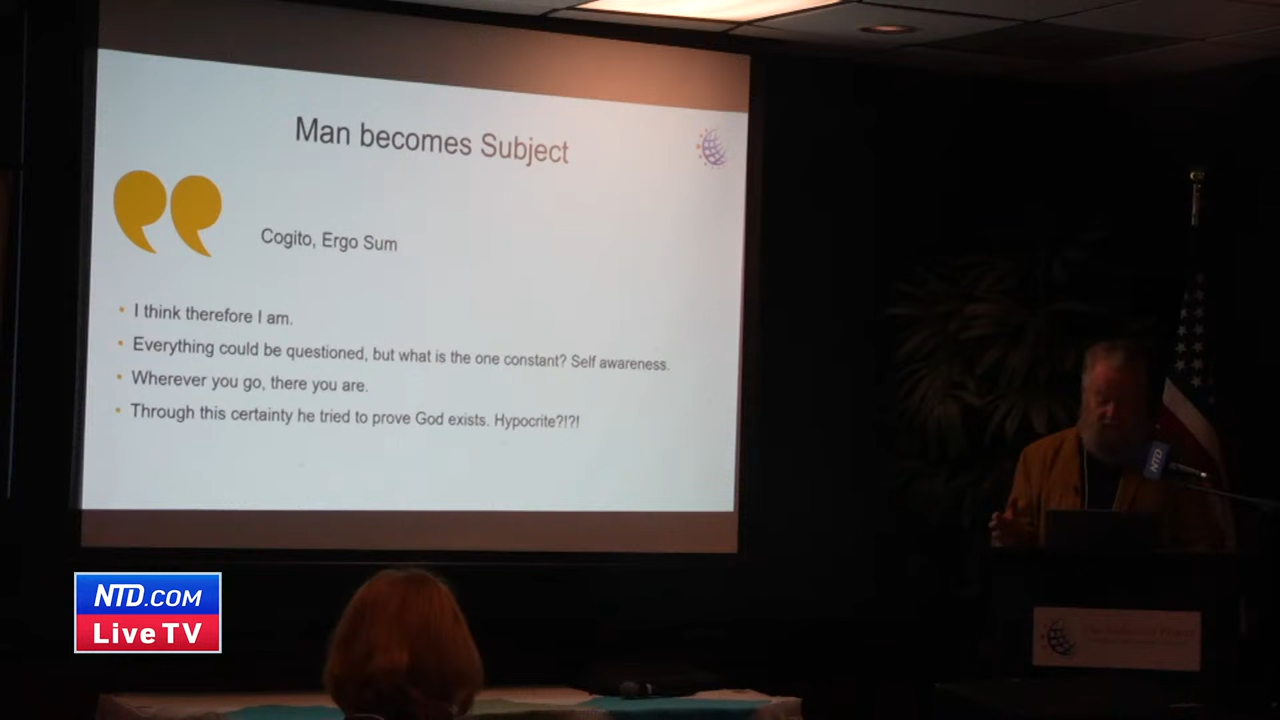 Man becomes Subject
Cogito, Ergo Sum
• I think therefore I am.
• Everything could be questioned, but what is the one constant? Self awareness.
• Wherever you go, there you are.
• Through this certainty he tried to prove God exists. Hypocrite?!?!
NTD
NTD.COM
Live TV